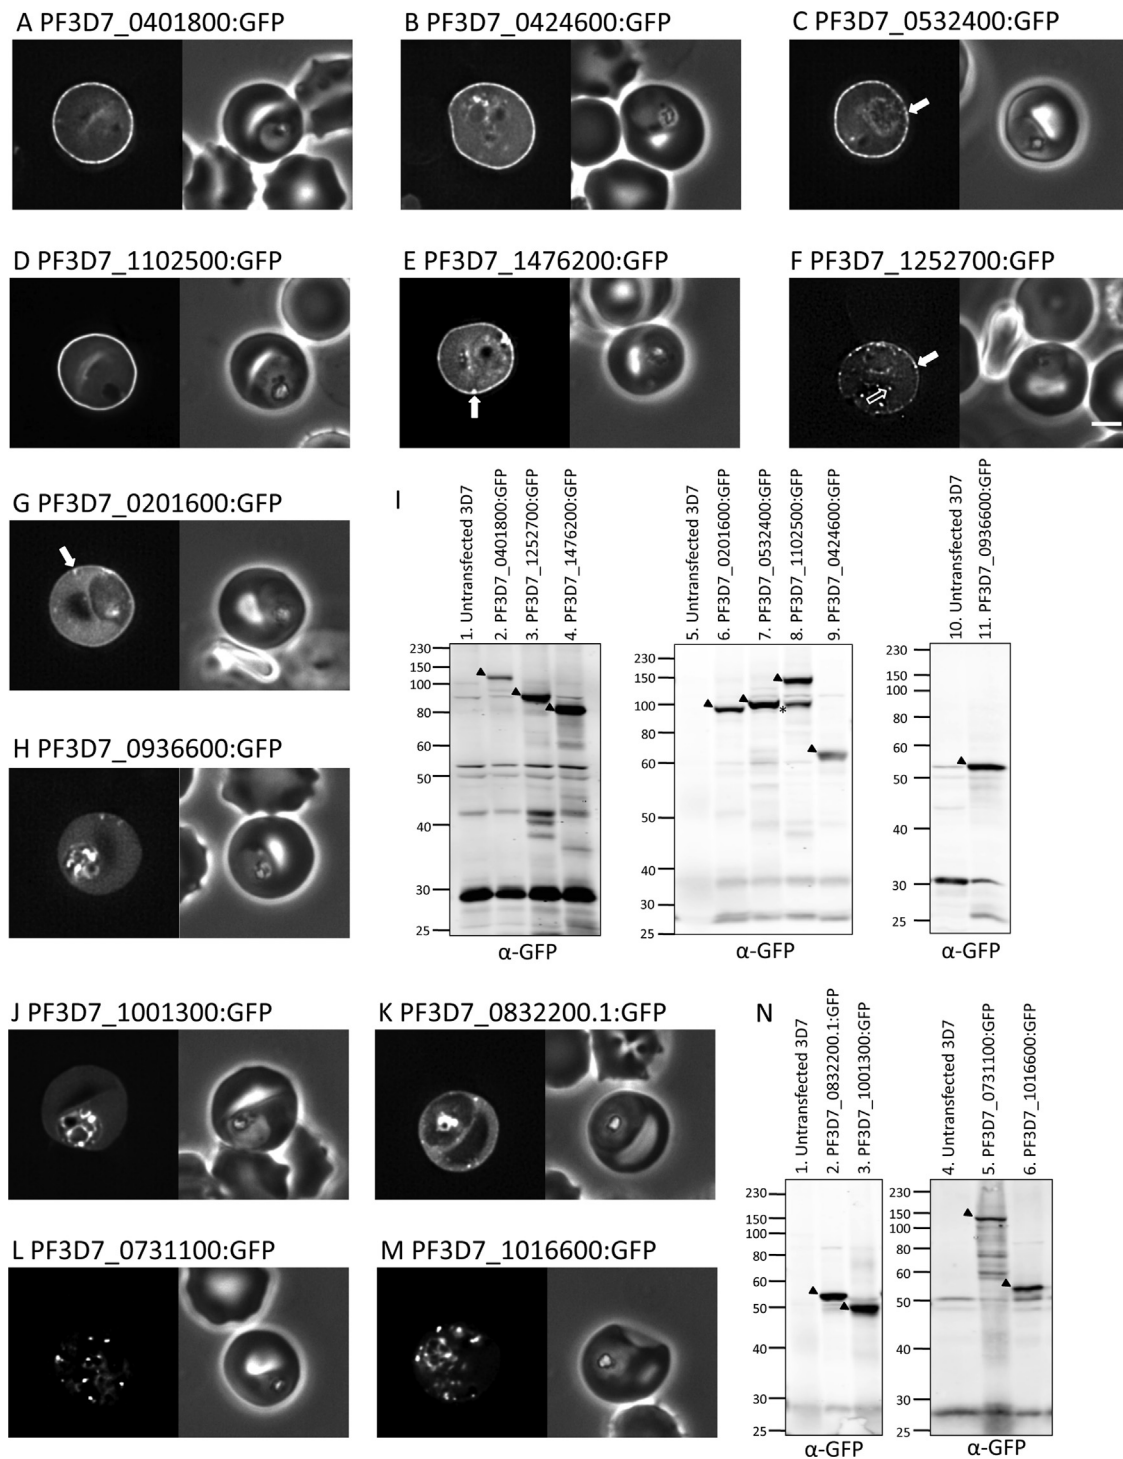 A PF3D7_0401800:GFP
B PF3D7_0424600:GFP
C PF3D7_0532400:GFP
D PF3D7_1102500:GFP
E PF3D7_1476200:GFP
F PF3D7_1252700:GFP
G PF3D7_0201600:GFP
H PF3D7_0936600:GFP
I
1. Untransfected 3D7
2. PF3D7_0401800:GFP
3. PF3D7_1252700:GFP
4. PF3D7_1476200:GFP
230
150
100
80
60
50
40
30
25
α-GFP
5. Untransfected 3D7
6. PF3D7_0201600:GFP
7. PF3D7_0532400:GFP
8. PF3D7_1102500:GFP
9. PF3D7_0424600:GFP
230
150
100
80
60
50
40
30
25
*
α-GFP
10. Untransfected 3D7
11. PF3D7_0936600:GFP
230
150
100
80
60
50
40
30
25
α-GFP
J PF3D7_1001300:GFP
K PF3D7_0832200.1:GFP
L PF3D7_0731100:GFP
M PF3D7_1016600:GFP
N
1. Untransfected 3D7
2. PF3D7_0832200.1:GFP
3. PF3D7_1001300:GFP
230
150
100
80
60
50
40
30
25
α-GFP
4. Untransfected 3D7
5. PF3D7_0731100:GFP
6. PF3D7_1016600:GFP
230
150
100
80
60
50
40
30
25
α-GFP